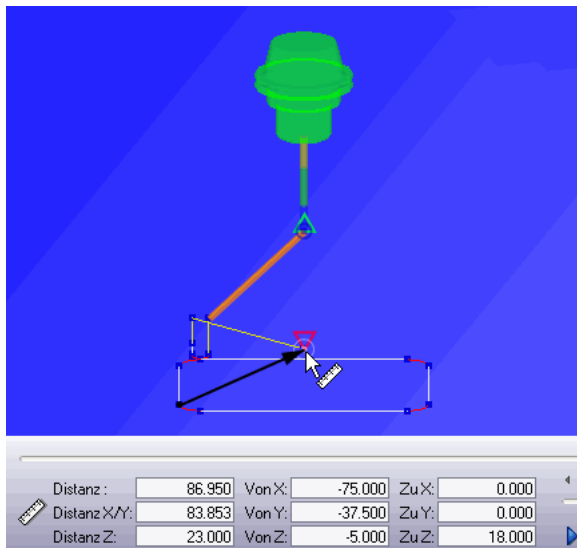 Distanz : 86.950 Von X: -75.000 Zu X: 0.000
Distanz X/Y: 83.853 Von Y: -37.500 Zu Y: 0.000
Distanz Z: 23.000 Von Z: -5.000 Zu Z: 18.000